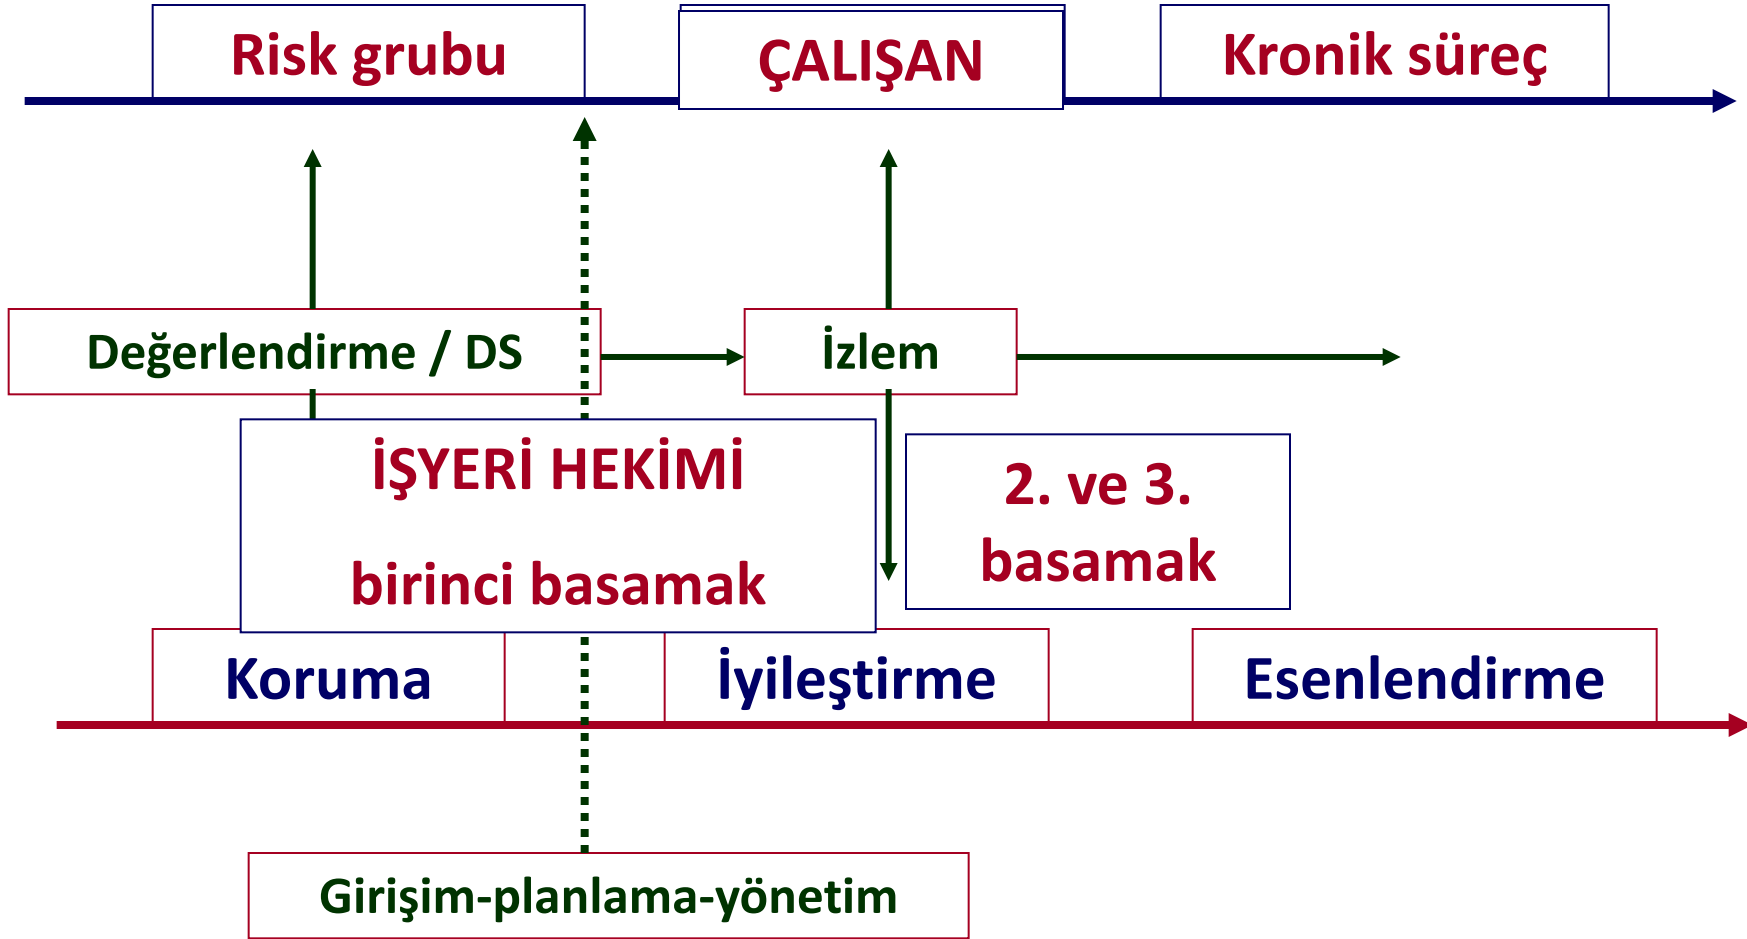 Risk grubu
ÇALIŞAN
Kronik süreç
Değerlendirme / DS
İzlem
İŞYERİ HEKİMİ
birinci basamak
2. ve 3.
basamak
Koruma
İyileştirme
Esenlendirme
Girişim-planlama-yönetim